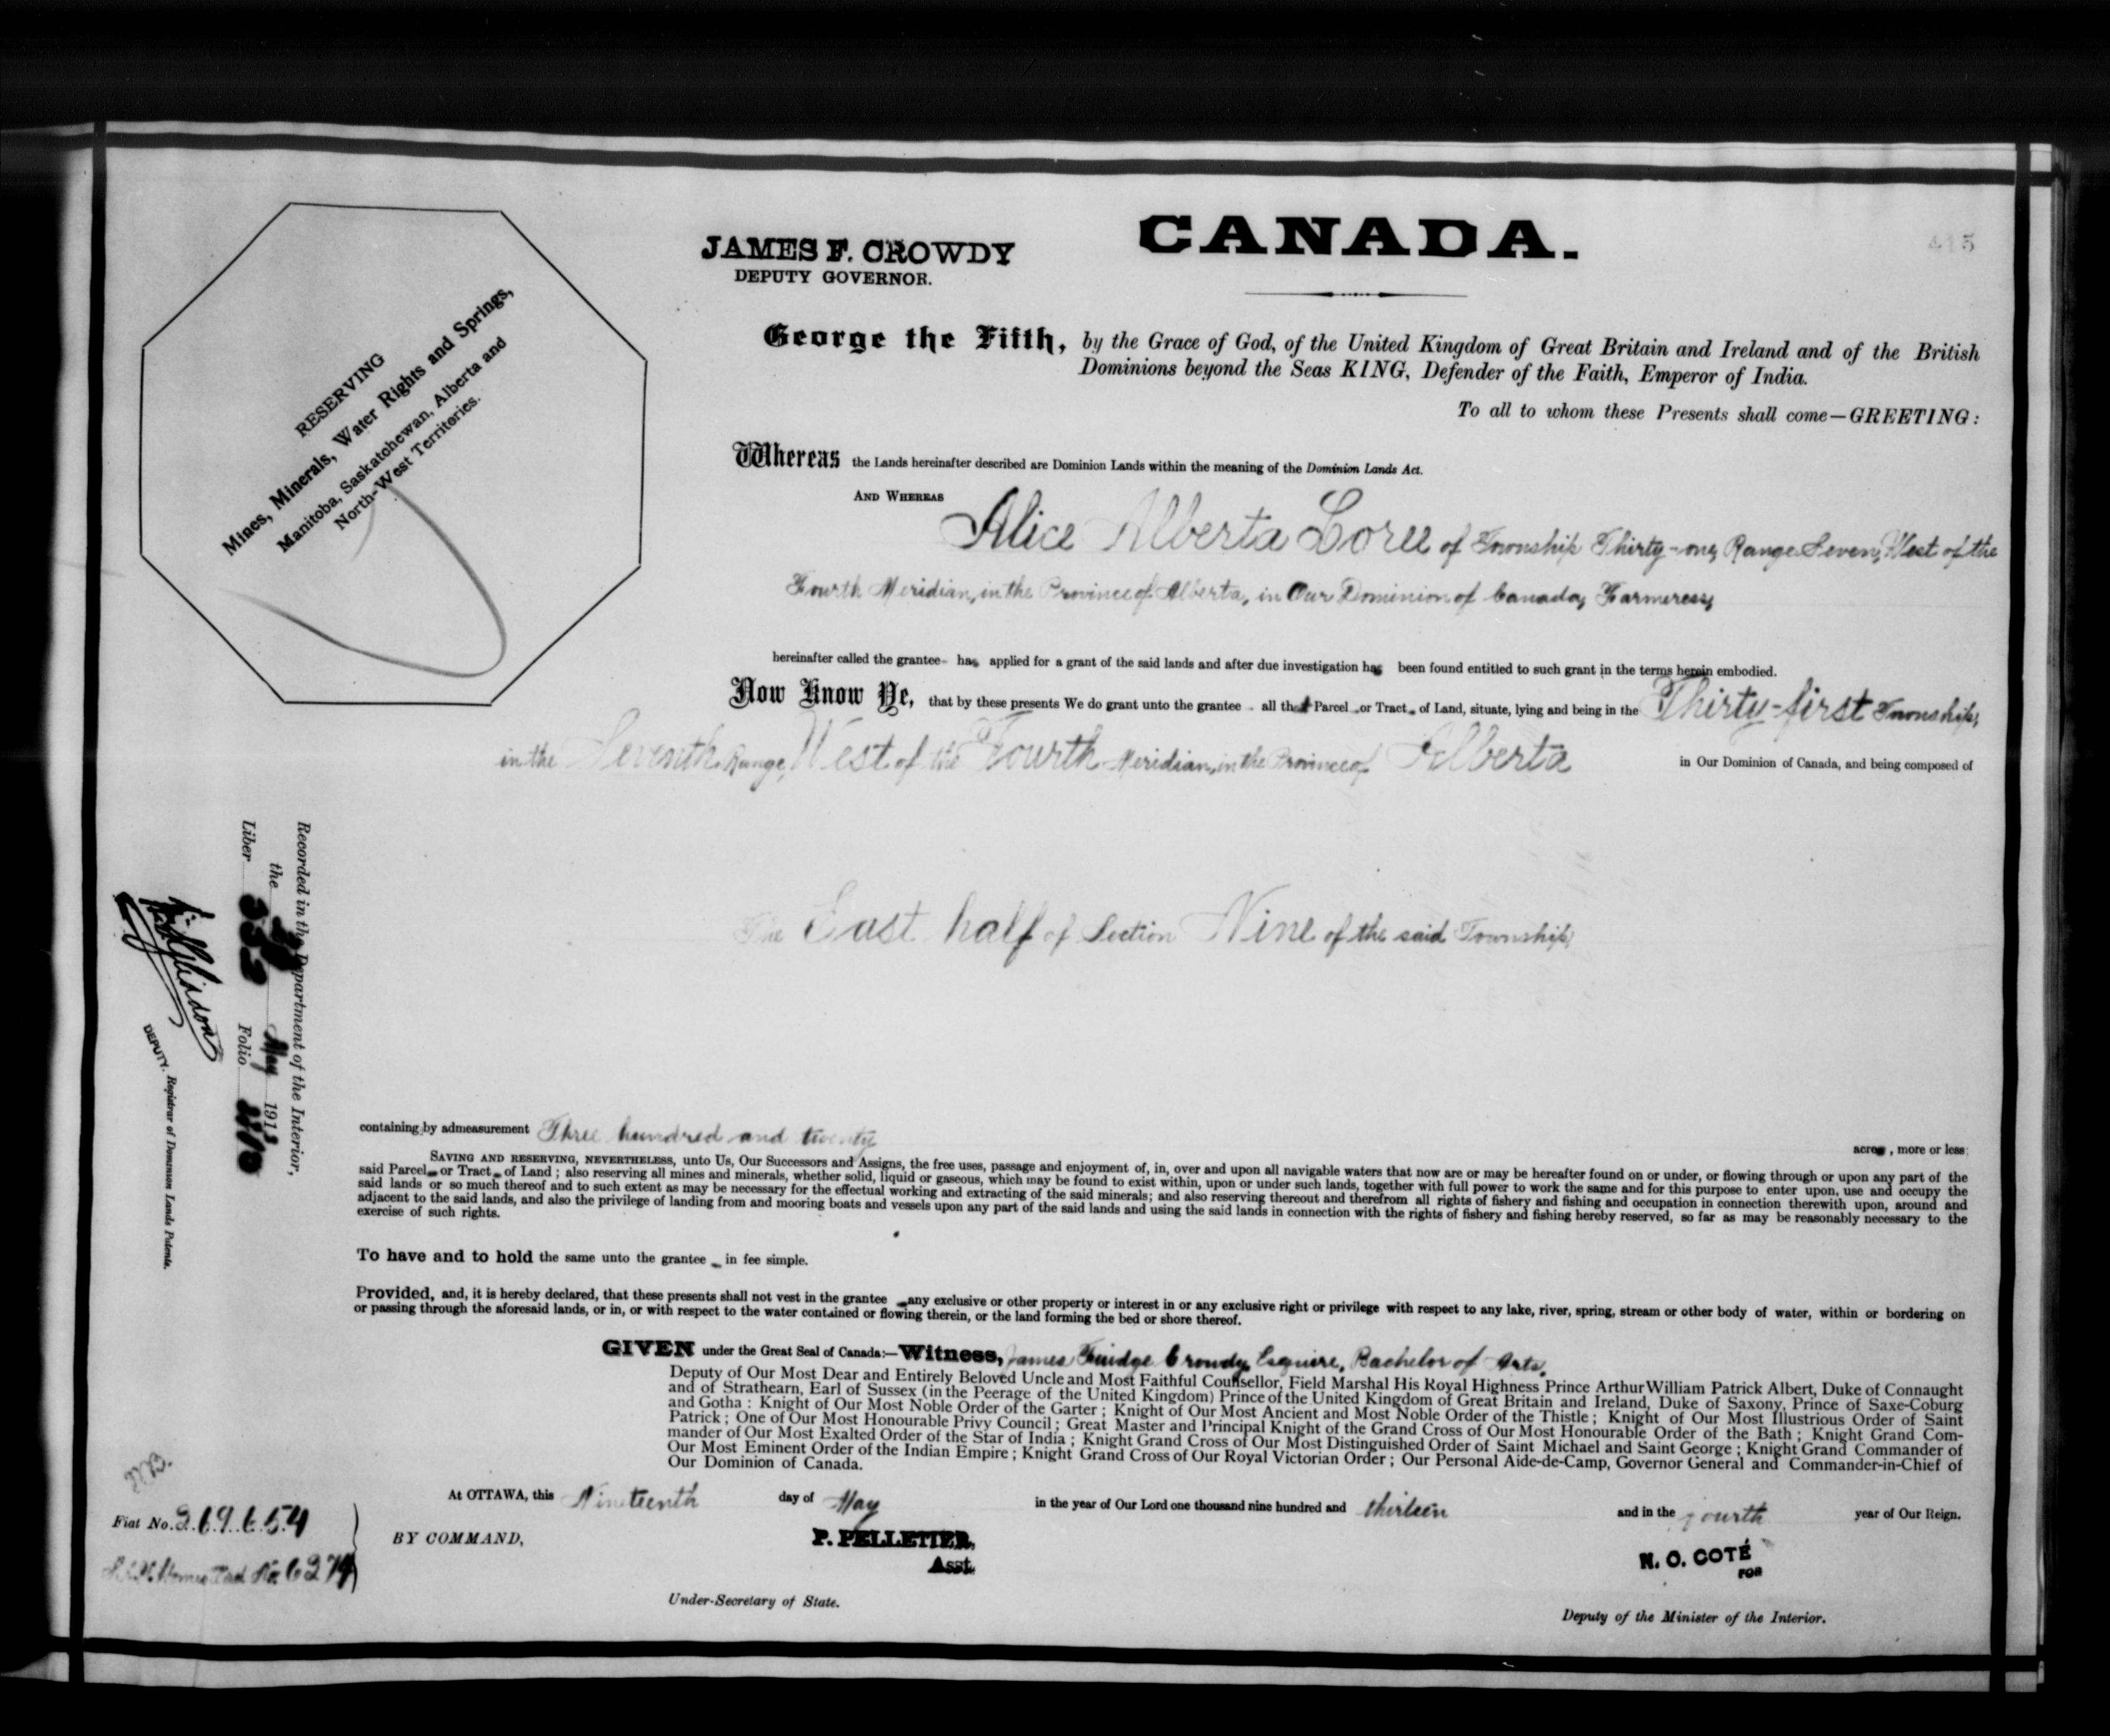 CANADA.
415
JAMES F. CROWDY
DEPUTY GOVERNOR.
RESERVING
Mines, Minerals, Water Rights and Springs,
Manitoba, Saskatchewan, Alberta and
North-West Territories.
George the Fifth, by the Grace of God, of the United Kingdom of Great Britain and Ireland and of the British
Dominions beyond the Seas KING, Defender of the Faith, Emperor of India.
To all to whom these Presents shall come—GREETING:
Whereas the Lands hereinafter described are Dominion Lands within the meaning of the Dominion Lands Act.
AND WHEREAS Alice Alberta Loree of Township Thirty-one, Range Seven, West of the
Fourth Meridian, in the Province of Alberta, in Our Dominion of Canada, Farmeress,
hereinafter called the grantee has applied for a grant of the said lands and after due investigation has been found entitled to such grant in the terms herein embodied.
Now Know Ye, that by these presents We do grant unto the grantee all that Parcel or Tract of Land, situate, lying and being in the Thirty-first Township,
in the Seventh Range, West of the Fourth Meridian, in the Province of Alberta in Our Dominion of Canada, and being composed of
The East half of Section Nine of the said Township,
containing by admeasurement Three hundred and twenty acres, more or less;
SAVING AND RESERVING, NEVERTHELESS, unto Us, Our Successors and Assigns, the free uses, passage and enjoyment of, in, over and upon all navigable waters that now are or may be hereafter found on or under, or flowing through or upon any part of the
said Parcel or Tract of Land; also reserving all mines and minerals, whether solid, liquid or gaseous, which may be found to exist within, upon or under such lands, together with full power to work the same and for this purpose to enter upon, use and occupy the
said lands or so much thereof and to such extent as may be necessary for the effectual working and extracting of the said minerals; and also reserving thereout and therefrom all rights of fishery and fishing and occupation in connection therewith upon, around and
adjacent to the said lands, and also the privilege of landing from and mooring boats and vessels upon any part of the said lands and using the said lands in connection with the rights of fishery and fishing hereby reserved, so far as may be reasonably necessary to the
exercise of such rights.
To have and to hold the same unto the grantee in fee simple.
Provided, and, it is hereby declared, that these presents shall not vest in the grantee any exclusive or other property or interest in or any exclusive right or privilege with respect to any lake, river, spring, stream or other body of water, within or bordering on
or passing through the aforesaid lands, or in, or with respect to the water contained or flowing therein, or the land forming the bed or shore thereof.
GIVEN under the Great Seal of Canada:—Witness, James Fuidge Crowdy, Esquire, Bachelor of Arts,
Deputy of Our Most Dear and Entirely Beloved Uncle and Most Faithful Counsellor, Field Marshal His Royal Highness Prince Arthur William Patrick Albert, Duke of Connaught
and of Strathearn, Earl of Sussex (in the Peerage of the United Kingdom) Prince of the United Kingdom of Great Britain and Ireland, Duke of Saxony, Prince of Saxe-Coburg
and Gotha: Knight of Our Most Noble Order of the Garter; Knight of Our Most Ancient and Most Noble Order of the Thistle; Knight of Our Most Illustrious Order of Saint
Patrick; One of Our Most Honourable Privy Council; Great Master and Principal Knight of the Grand Cross of Our Most Honourable Order of the Bath; Knight Grand Com-
mander of Our Most Exalted Order of the Star of India; Knight Grand Cross of Our Most Distinguished Order of Saint Michael and Saint George; Knight Grand Commander of
Our Most Eminent Order of the Indian Empire; Knight Grand Cross of Our Royal Victorian Order; Our Personal Aide-de-Camp, Governor General and Commander-in-Chief of
Our Dominion of Canada.
At OTTAWA, this Nineteenth day of May in the year of Our Lord one thousand nine hundred and thirteen and in the fourth year of Our Reign.
BY COMMAND,
P. PELLETIER,
Asst.
Under-Secretary of State.
N. O. COTÉ
FOR
Deputy of the Minister of the Interior.
Fiat No. 269654
Homestead No. 6274
Recorded in the Department of the Interior,
the May 1913
Liber Folio
DEPUTY. Registrar of Dominion Lands Patents.